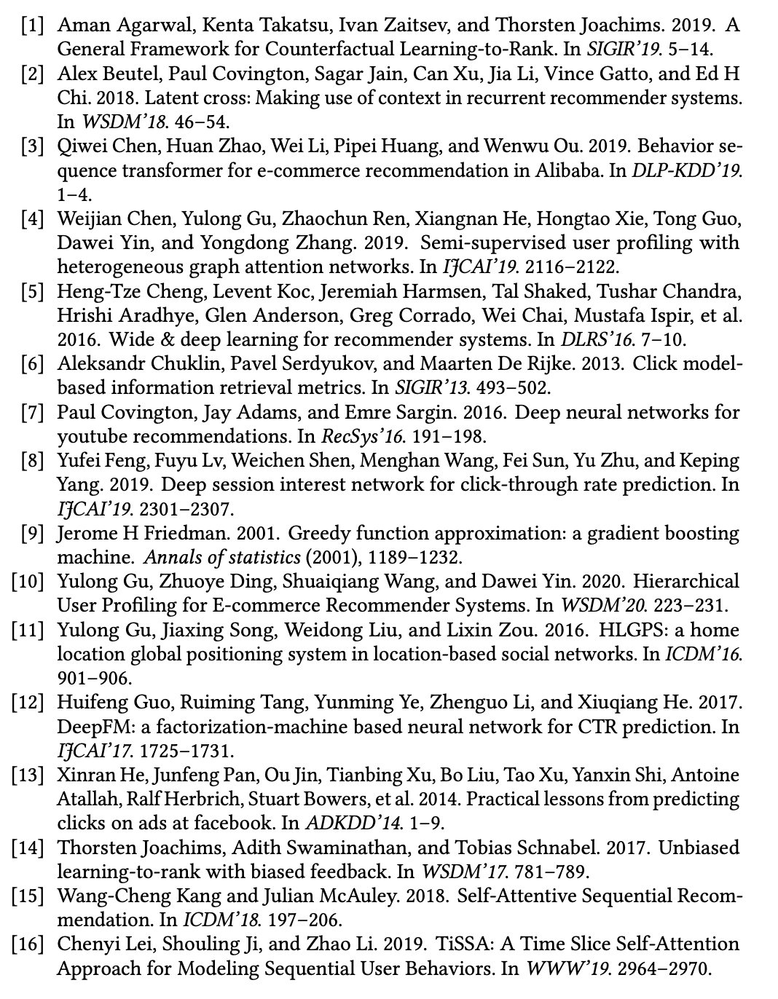 [1] Aman Agarwal, Kenta Takatsu, Ivan Zaitsev, and Thorsten Joachims. 2019. A
General Framework for Counterfactual Learning-to-Rank. In SIGIR’19. 5–14.
[2] Alex Beutel, Paul Covington, Sagar Jain, Can Xu, Jia Li, Vince Gatto, and Ed H
Chi. 2018. Latent cross: Making use of context in recurrent recommender systems.
In WSDM’18. 46–54.
[3] Qiwei Chen, Huan Zhao, Wei Li, Pipei Huang, and Wenwu Ou. 2019. Behavior se-
quence transformer for e-commerce recommendation in Alibaba. In DLP-KDD’19.
1–4.
[4] Weijian Chen, Yulong Gu, Zhaochun Ren, Xiangnan He, Hongtao Xie, Tong Guo,
Dawei Yin, and Yongdong Zhang. 2019. Semi-supervised user profiling with
heterogeneous graph attention networks. In IJCAI’19. 2116–2122.
[5] Heng-Tze Cheng, Levent Koc, Jeremiah Harmsen, Tal Shaked, Tushar Chandra,
Hrishi Aradhye, Glen Anderson, Greg Corrado, Wei Chai, Mustafa Ispir, et al.
2016. Wide & deep learning for recommender systems. In DLRS’16. 7–10.
[6] Aleksandr Chuklin, Pavel Serdyukov, and Maarten De Rijke. 2013. Click model-
based information retrieval metrics. In SIGIR’13. 493–502.
[7] Paul Covington, Jay Adams, and Emre Sargin. 2016. Deep neural networks for
youtube recommendations. In RecSys’16. 191–198.
[8] Yufei Feng, Fuyu Lv, Weichen Shen, Menghan Wang, Fei Sun, Yu Zhu, and Keping
Yang. 2019. Deep session interest network for click-through rate prediction. In
IJCAI’19. 2301–2307.
[9] Jerome H Friedman. 2001. Greedy function approximation: a gradient boosting
machine. Annals of statistics (2001), 1189–1232.
[10] Yulong Gu, Zhuoye Ding, Shuaiqiang Wang, and Dawei Yin. 2020. Hierarchical
User Profiling for E-commerce Recommender Systems. In WSDM’20. 223–231.
[11] Yulong Gu, Jiaxing Song, Weidong Liu, and Lixin Zou. 2016. HLGPS: a home
location global positioning system in location-based social networks. In ICDM’16.
901–906.
[12] Huifeng Guo, Ruiming Tang, Yunming Ye, Zhenguo Li, and Xiuqiang He. 2017.
DeepFM: a factorization-machine based neural network for CTR prediction. In
IJCAI’17. 1725–1731.
[13] Xinran He, Junfeng Pan, Ou Jin, Tianbing Xu, Bo Liu, Tao Xu, Yanxin Shi, Antoine
Atallah, Ralf Herbrich, Stuart Bowers, et al. 2014. Practical lessons from predicting
clicks on ads at facebook. In ADKDD’14. 1–9.
[14] Thorsten Joachims, Adith Swaminathan, and Tobias Schnabel. 2017. Unbiased
learning-to-rank with biased feedback. In WSDM’17. 781–789.
[15] Wang-Cheng Kang and Julian McAuley. 2018. Self-Attentive Sequential Recom-
mendation. In ICDM’18. 197–206.
[16] Chenyi Lei, Shouling Ji, and Zhao Li. 2019. TiSSA: A Time Slice Self-Attention
Approach for Modeling Sequential User Behaviors. In WWW’19. 2964–2970.